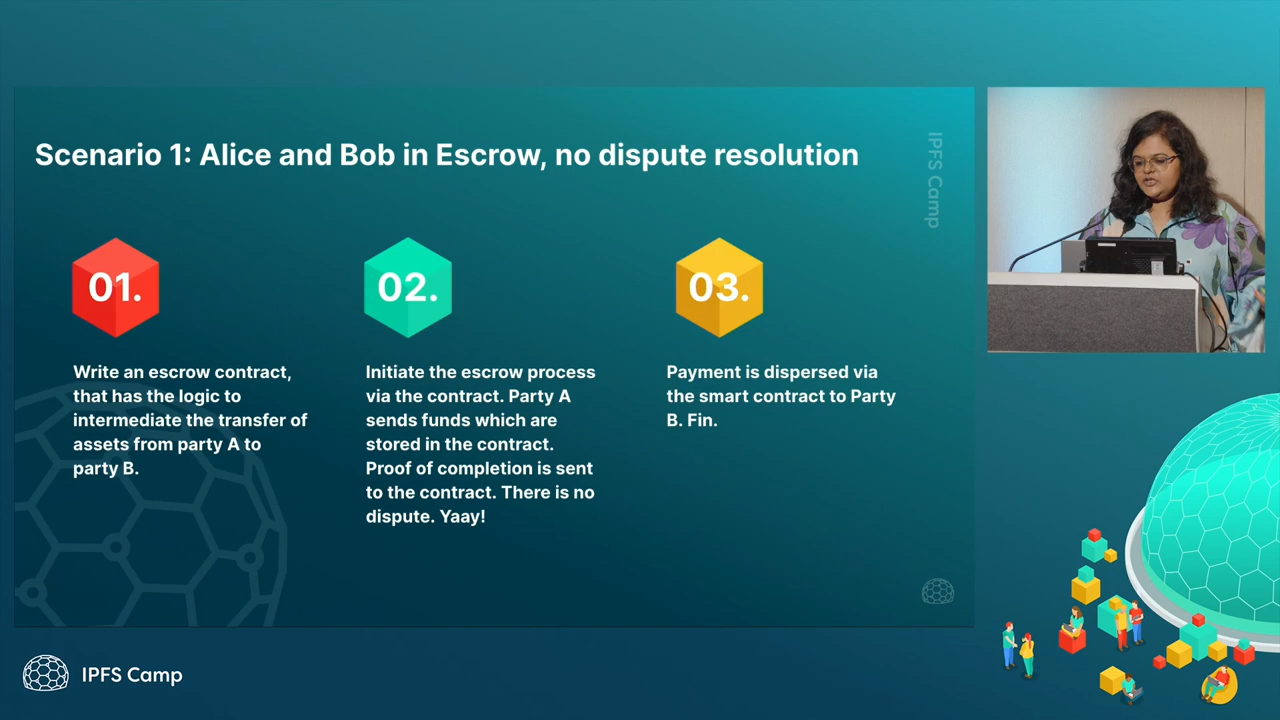 Scenario 1: Alice and Bob in Escrow, no dispute resolution
IPFS Camp
01.
Write an escrow contract,
that has the logic to
intermediate the transfer of
assets from party A to
party B.
02.
Initiate the escrow process
via the contract. Party A
sends funds which are
stored in the contract.
Proof of completion is sent
to the contract. There is no
dispute. Yaay!
03.
Payment is dispersed via
the smart contract to Party
B. Fin.
IPFS Camp